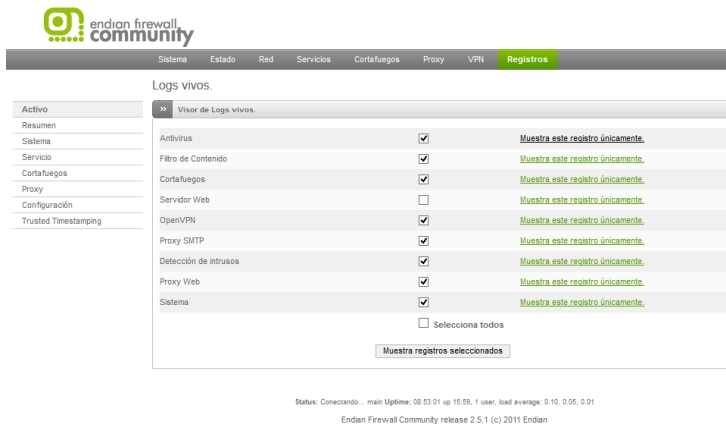 endian firewall
community
Sistema Estado Red Servicios Cortafuegos Proxy VPN Registros
Logs vivos.
Activo
Resumen
Sistema
Servicio
Cortafuegos
Proxy
Configuración
Trusted Timestamping
» Visor de Logs vivos.
Antivirus Muestra este registro únicamente.
Filtro de Contenido Muestra este registro únicamente.
Cortafuegos Muestra este registro únicamente.
Servidor Web Muestra este registro únicamente.
OpenVPN Muestra este registro únicamente.
Proxy SMTP Muestra este registro únicamente.
Detección de intrusos Muestra este registro únicamente.
Proxy Web Muestra este registro únicamente.
Sistema Muestra este registro únicamente.
Selecciona todos
Muestra registros seleccionados
Status: Conectando... main Uptime: 08:53:01 up 15:59, 1 user, load average: 0.10, 0.05, 0.01
Endian Firewall Community release 2.5.1 (c) 2011 Endian